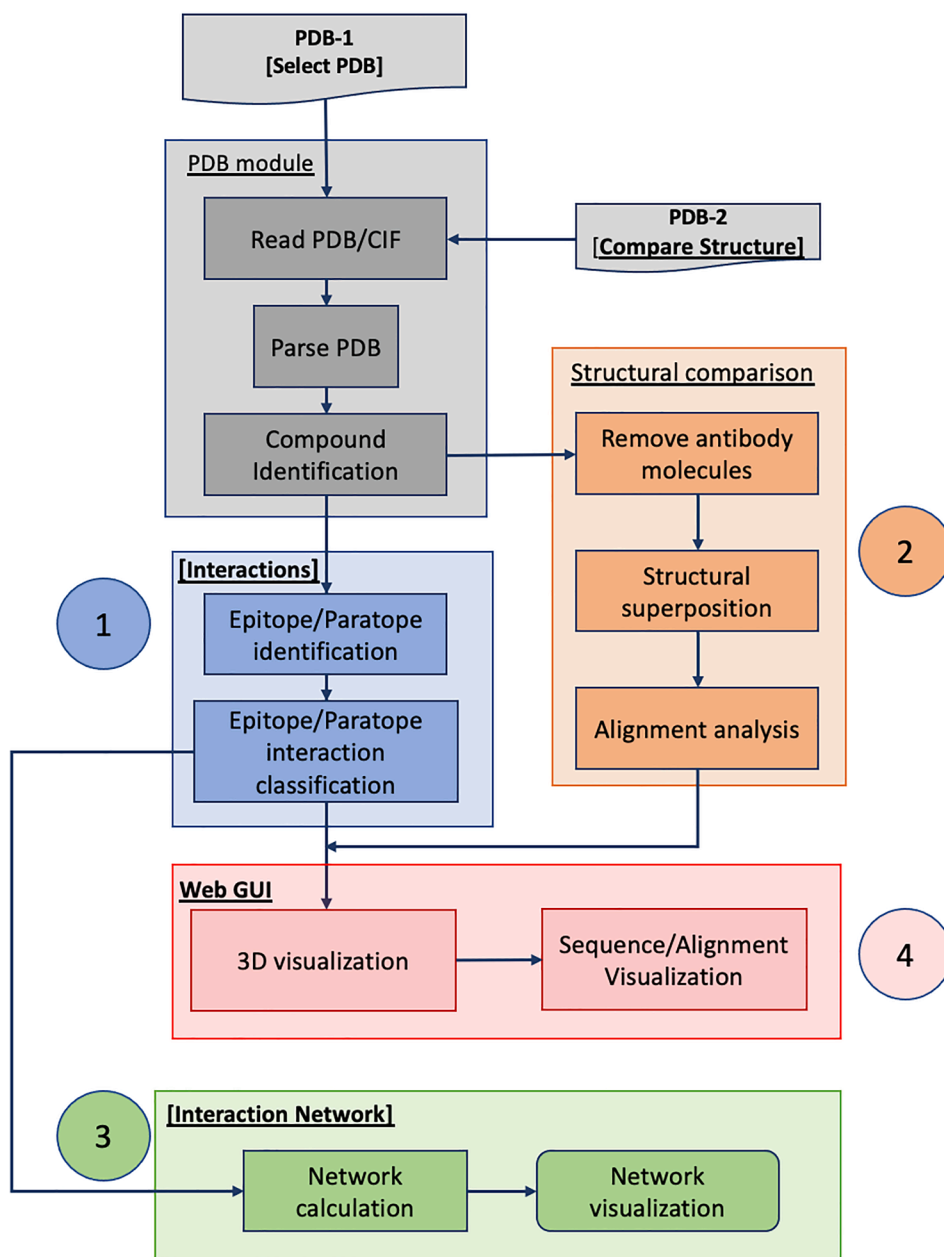 PDB-1
[Select PDB]
PDB module
Read PDB/CIF
PDB-2
[Compare Structure]
Parse PDB
Compound
Identification
Structural comparison
Remove antibody
molecules
Structural
superposition
Alignment analysis
2
[Interactions]
1
Epitope/Paratope
identification
Epitope/Paratope
interaction
classification
Web GUI
3D visualization
Sequence/Alignment
Visualization
4
3
[Interaction Network]
Network
calculation
Network
visualization